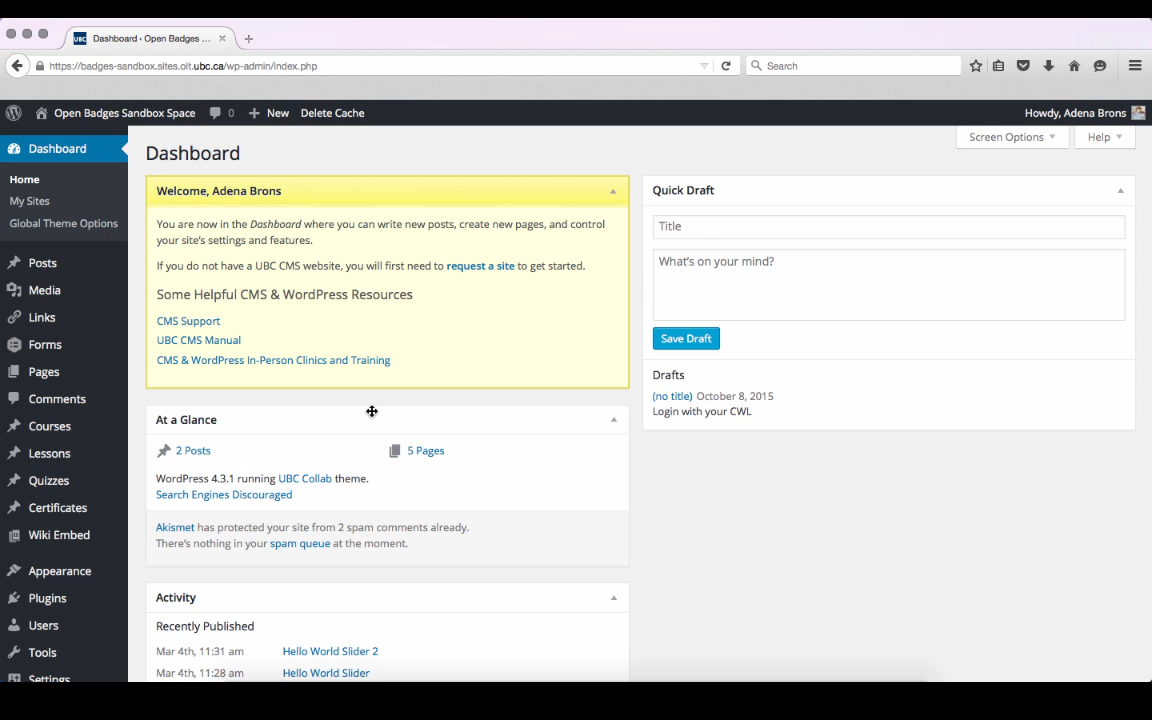 UBC Dashboard ‹ Open Badges ... × +
https://badges-sandbox.sites.olt.ubc.ca/wp-admin/index.php
Search
Open Badges Sandbox Space
0
+ New
Delete Cache
Howdy, Adena Brons
Screen Options
Help
Dashboard
Home
My Sites
Global Theme Options
Posts
Media
Links
Forms
Pages
Comments
Courses
Lessons
Quizzes
Certificates
Wiki Embed
Appearance
Plugins
Users
Tools
Settings
Dashboard
Welcome, Adena Brons
You are now in the Dashboard where you can write new posts, create new pages, and control
your site's settings and features.
If you do not have a UBC CMS website, you will first need to request a site to get started.
Some Helpful CMS & WordPress Resources
CMS Support
UBC CMS Manual
CMS & WordPress In-Person Clinics and Training
At a Glance
2 Posts
5 Pages
WordPress 4.3.1 running UBC Collab theme.
Search Engines Discouraged
Akismet has protected your site from 2 spam comments already.
There's nothing in your spam queue at the moment.
Activity
Recently Published
Mar 4th, 11:31 am Hello World Slider 2
Mar 4th, 11:28 am Hello World Slider
Quick Draft
Title
What's on your mind?
Save Draft
Drafts
(no title) October 8, 2015
Login with your CWL